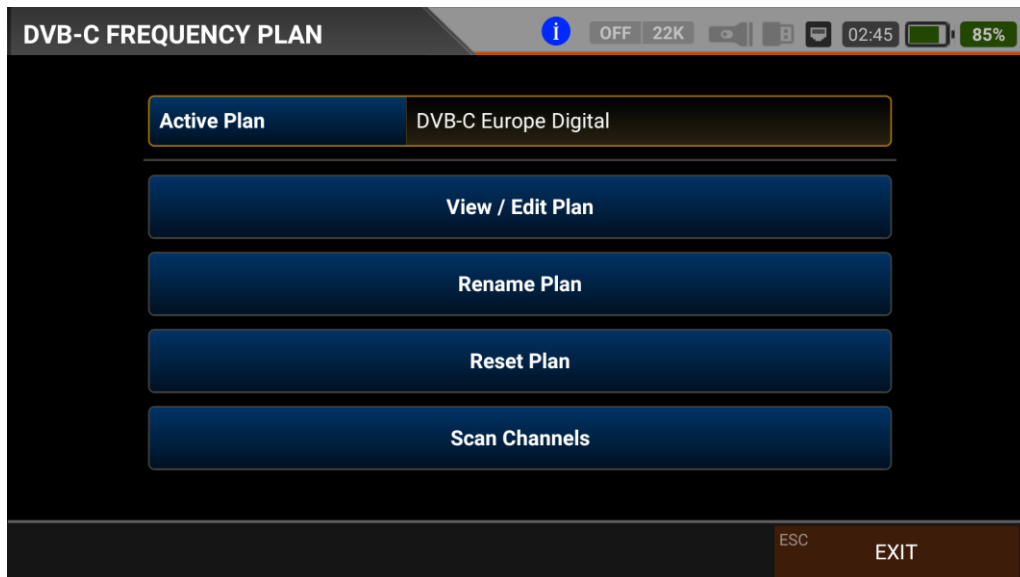 DVB-C FREQUENCY PLAN
i OFF 22K 02:45 85%
Active Plan DVB-C Europe Digital
View / Edit Plan
Rename Plan
Reset Plan
Scan Channels
ESC EXIT